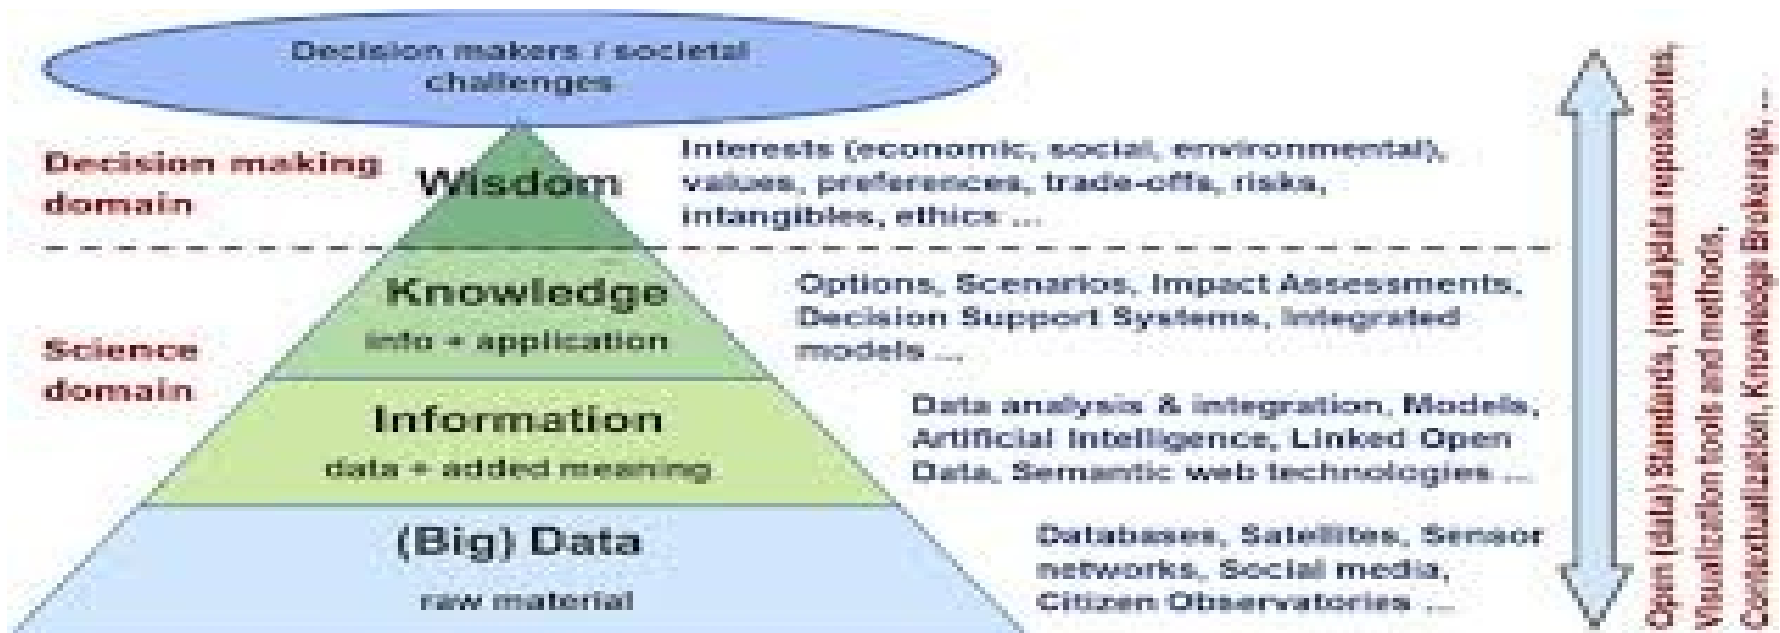 Decision makers / societal
challenges
Decision making
domain
Wisdom
Interests (economic, social, environmental),
values, preferences, trade-offs, risks,
intangibles, ethics ...
Knowledge
info + application
Options, Scenarios, Impact Assessments,
Decision Support Systems, Integrated
models ...
Science
domain
Information
data + added meaning
Data analysis & integration, Models,
Artificial Intelligence, Linked Open
Data, Semantic web technologies ...
(Big) Data
raw material
Databases, Satellites, Sensor
networks, Social media,
Citizen Observatories ...
Open (data) Standards, (meta)data repositories,
Visualization tools and methods,
Contextualization, Knowledge Brokerage, ...